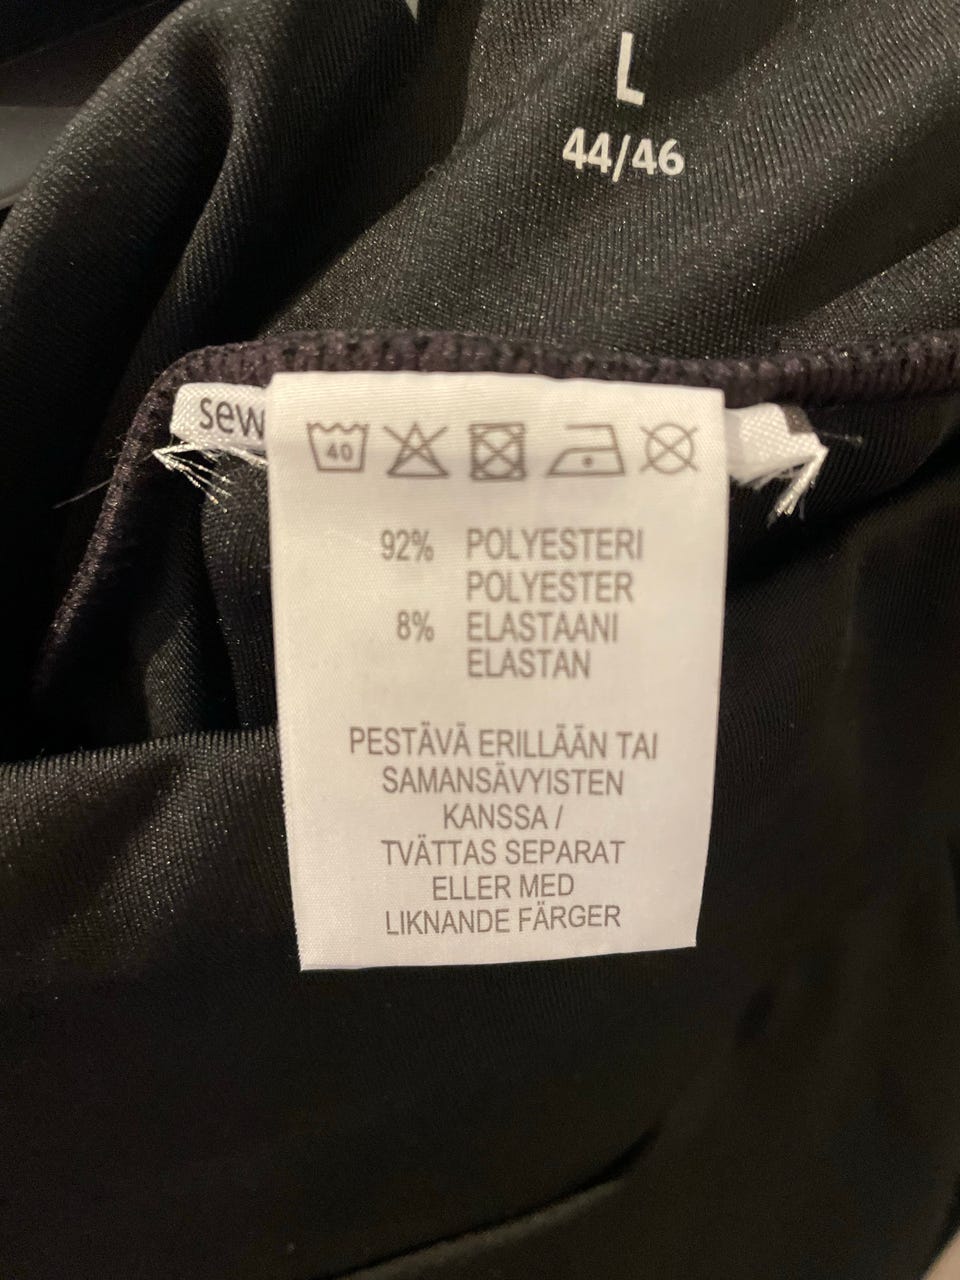 L
44/46
sew
40
92% POLYESTERI
POLYESTER
8% ELASTAANI
ELASTAN
PESTÄVÄ ERILLÄÄN TAI
SAMANSÄVYISTEN
KANSSA /
TVÄTTAS SEPARAT
ELLER MED
LIKNANDE FÄRGER